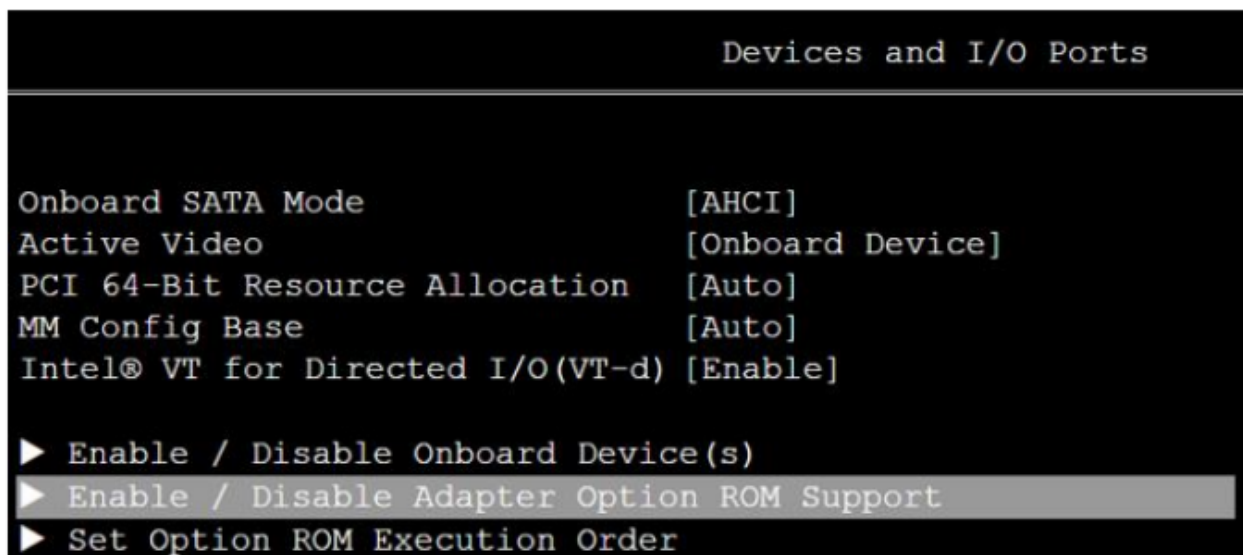 Devices and I/O Ports
Onboard SATA Mode [AHCI]
Active Video [Onboard Device]
PCI 64-Bit Resource Allocation [Auto]
MM Config Base [Auto]
Intel® VT for Directed I/O(VT-d) [Enable]
▶ Enable / Disable Onboard Device(s)
▶ Enable / Disable Adapter Option ROM Support
▶ Set Option ROM Execution Order